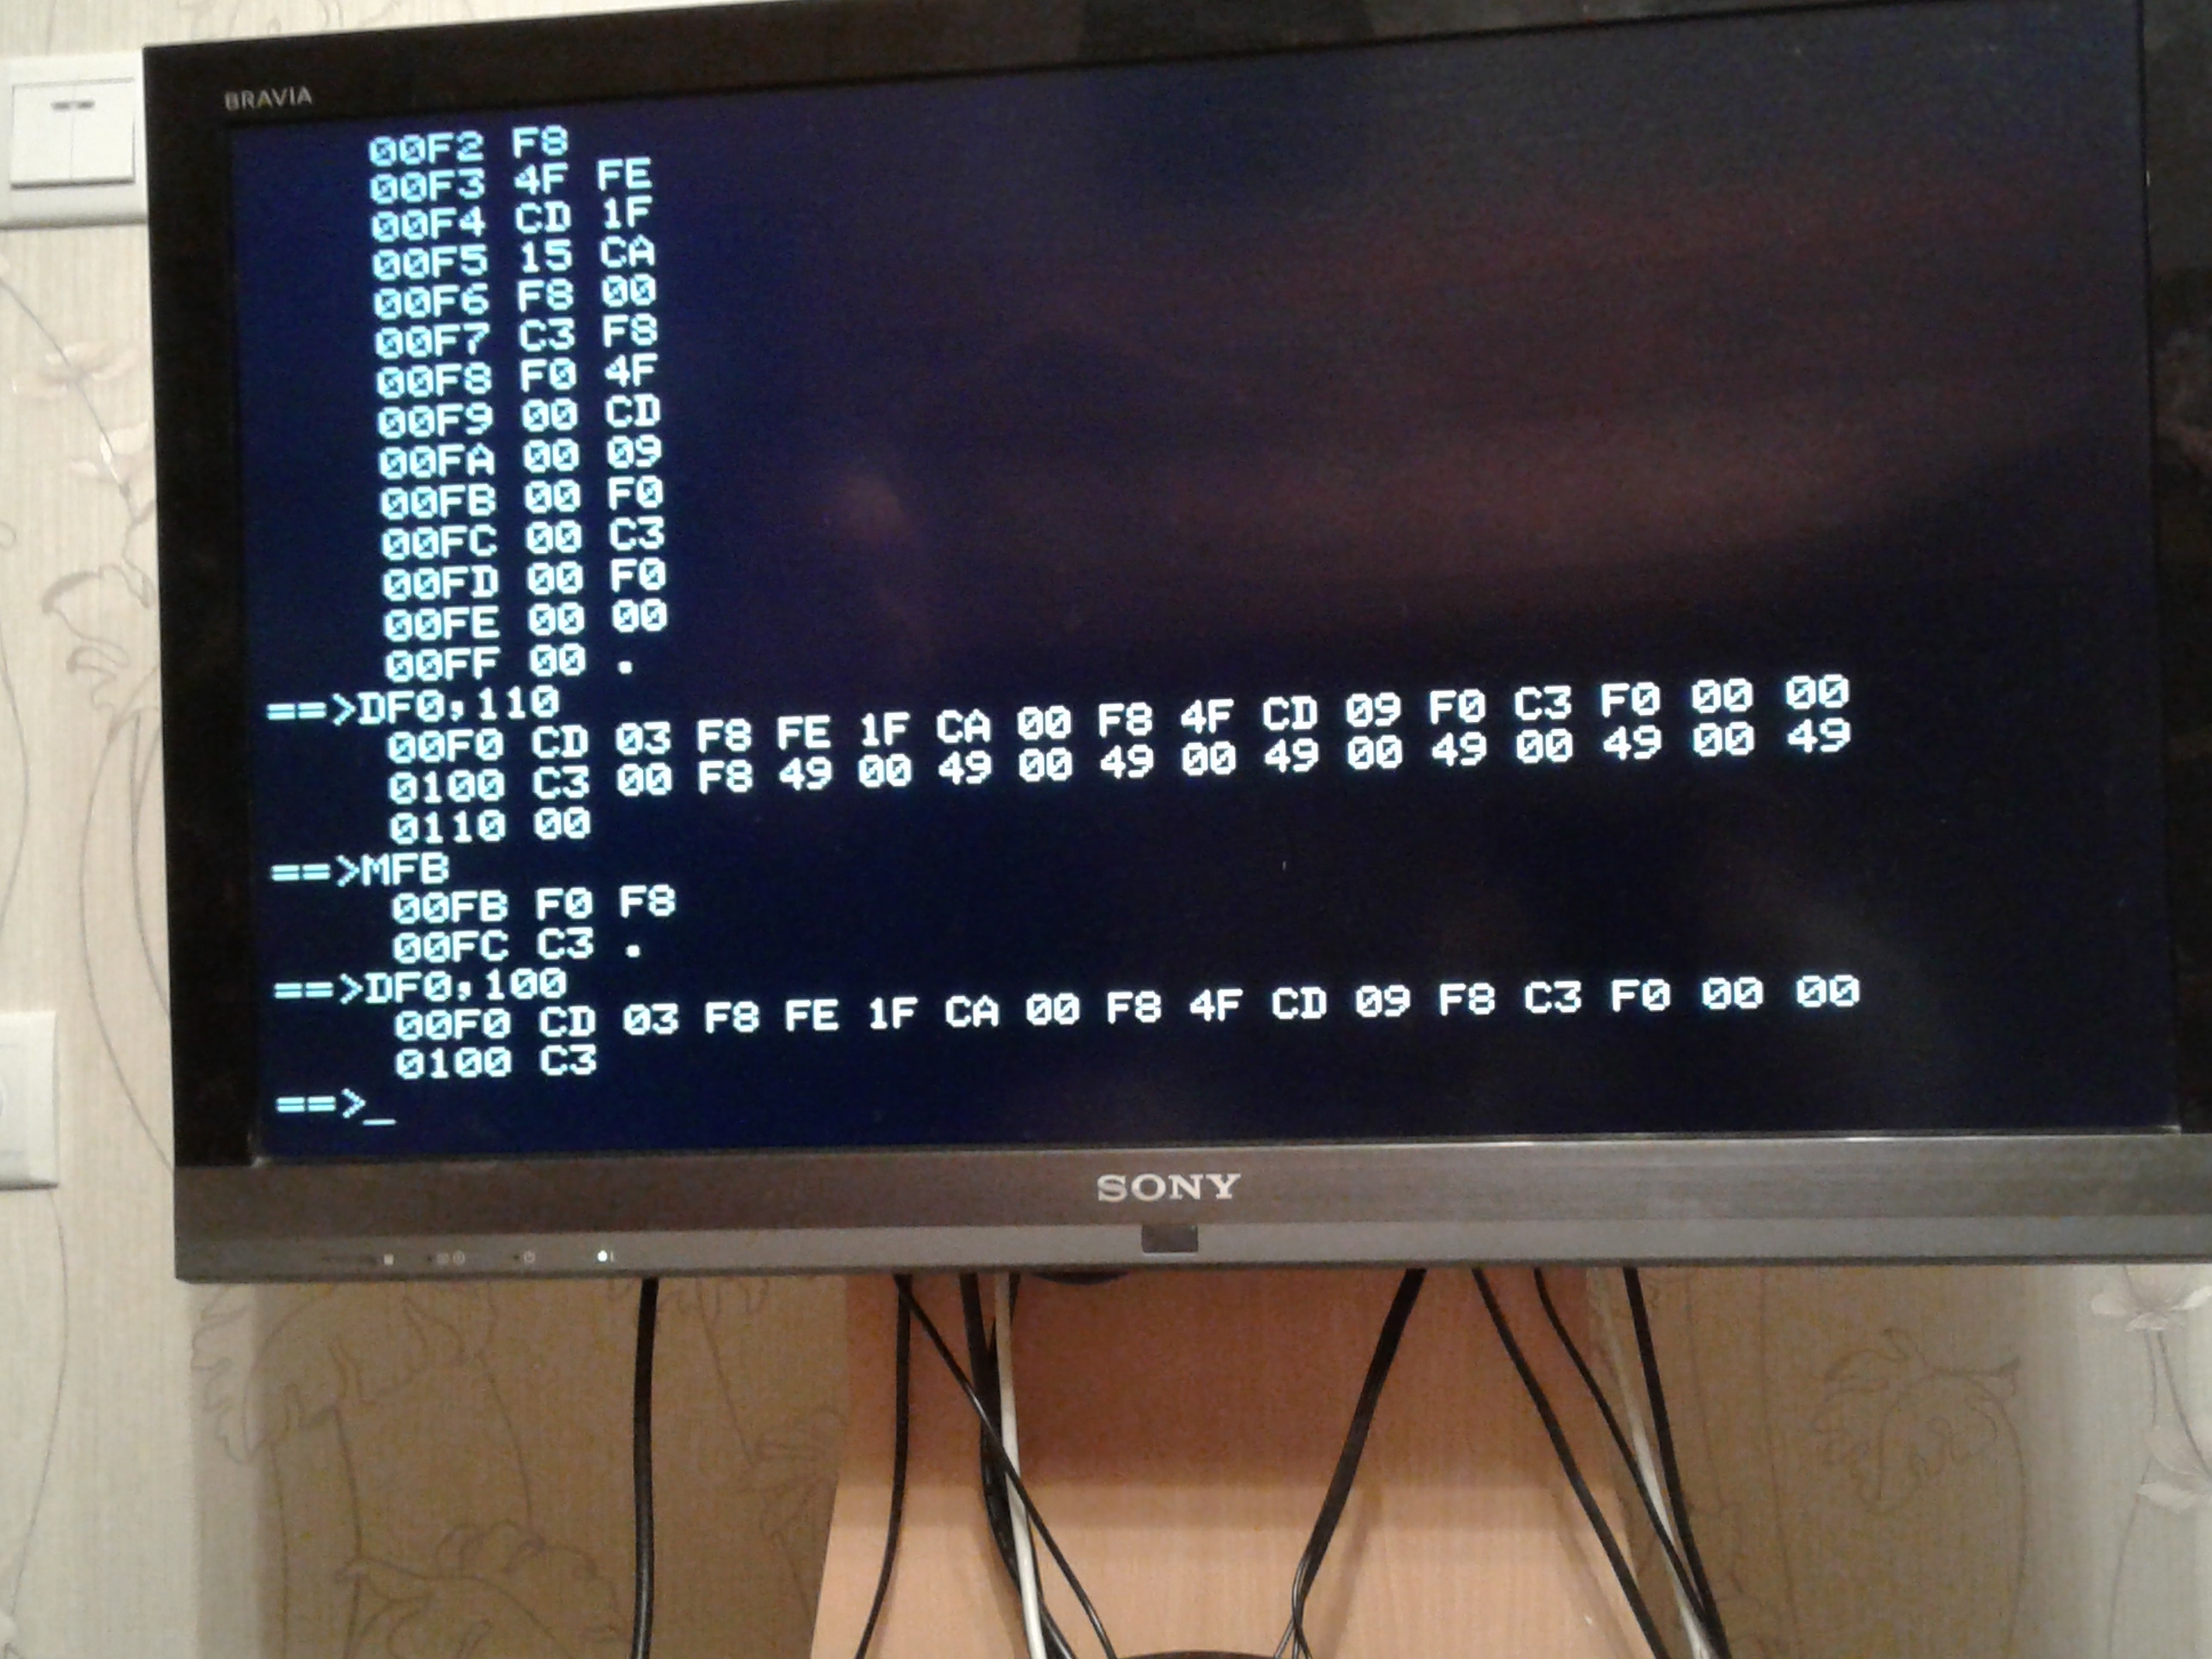 BRAVIA
00F2 F8
00F3 4F FE
00F4 CD 1F
00F5 15 CA
00F6 F8 00
00F7 C3 F8
00F8 F0 4F
00F9 00 CD
00FA 00 09
00FB 00 F0
00FC 00 C3
00FD 00 F0
00FE 00 00
00FF 00 .
==>DF0,110
00F0 CD 03 F8 FE 1F CA 00 F8 4F CD 09 F0 C3 F0 00 00
0100 C3 00 F8 49 00 49 00 49 00 49 00 49 00 49 00 49
0110 00
==>MFB
00FB F0 F8
00FC C3 .
==>DF0,100
00F0 CD 03 F8 FE 1F CA 00 F8 4F CD 09 F8 C3 F0 00 00
0100 C3
==>_
SONY